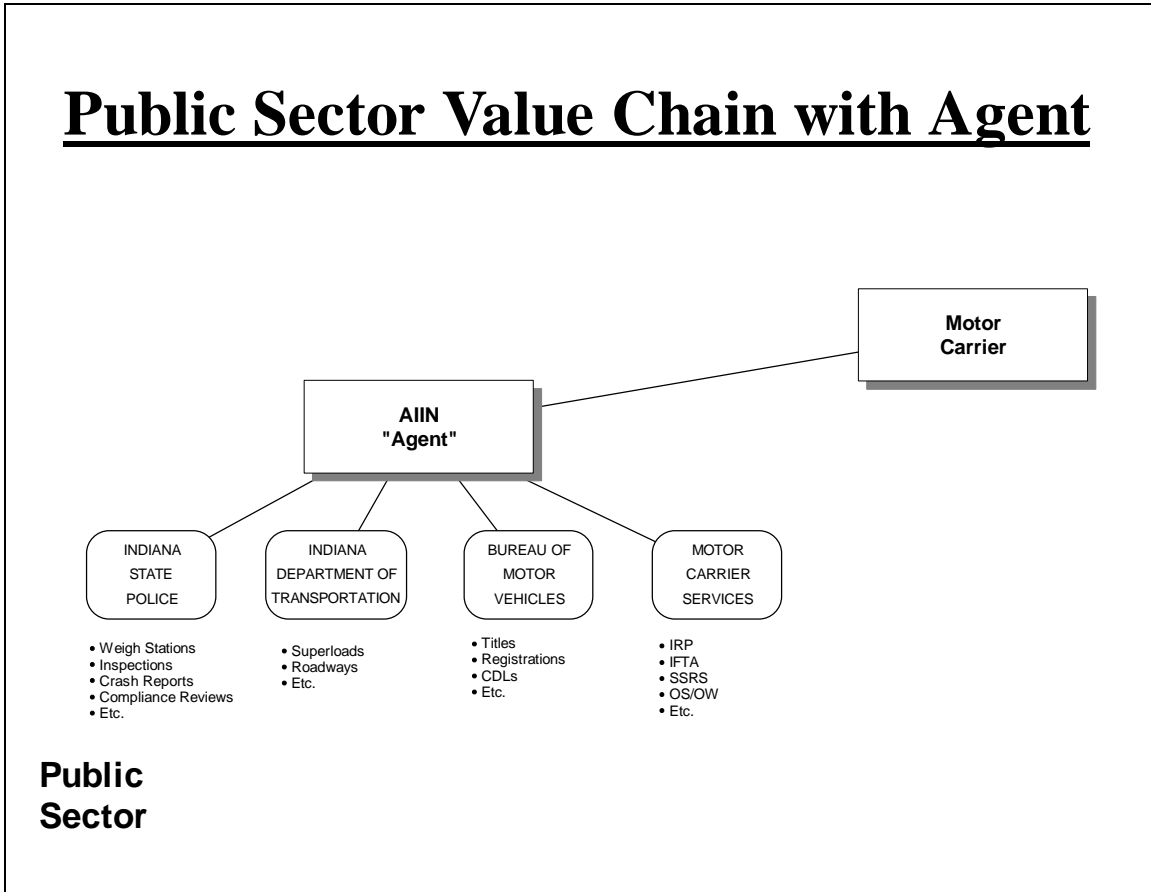 Public Sector Value Chain with Agent
Motor
Carrier
AIIN
"Agent"
INDIANA
STATE
POLICE
• Weigh Stations
• Inspections
• Crash Reports
• Compliance Reviews
• Etc.
INDIANA
DEPARTMENT OF
TRANSPORTATION
• Superloads
• Roadways
• Etc.
BUREAU OF
MOTOR
VEHICLES
• Titles
• Registrations
• CDLs
• Etc.
MOTOR
CARRIER
SERVICES
• IRP
• IFTA
• SSRS
• OS/OW
• Etc.
Public
Sector